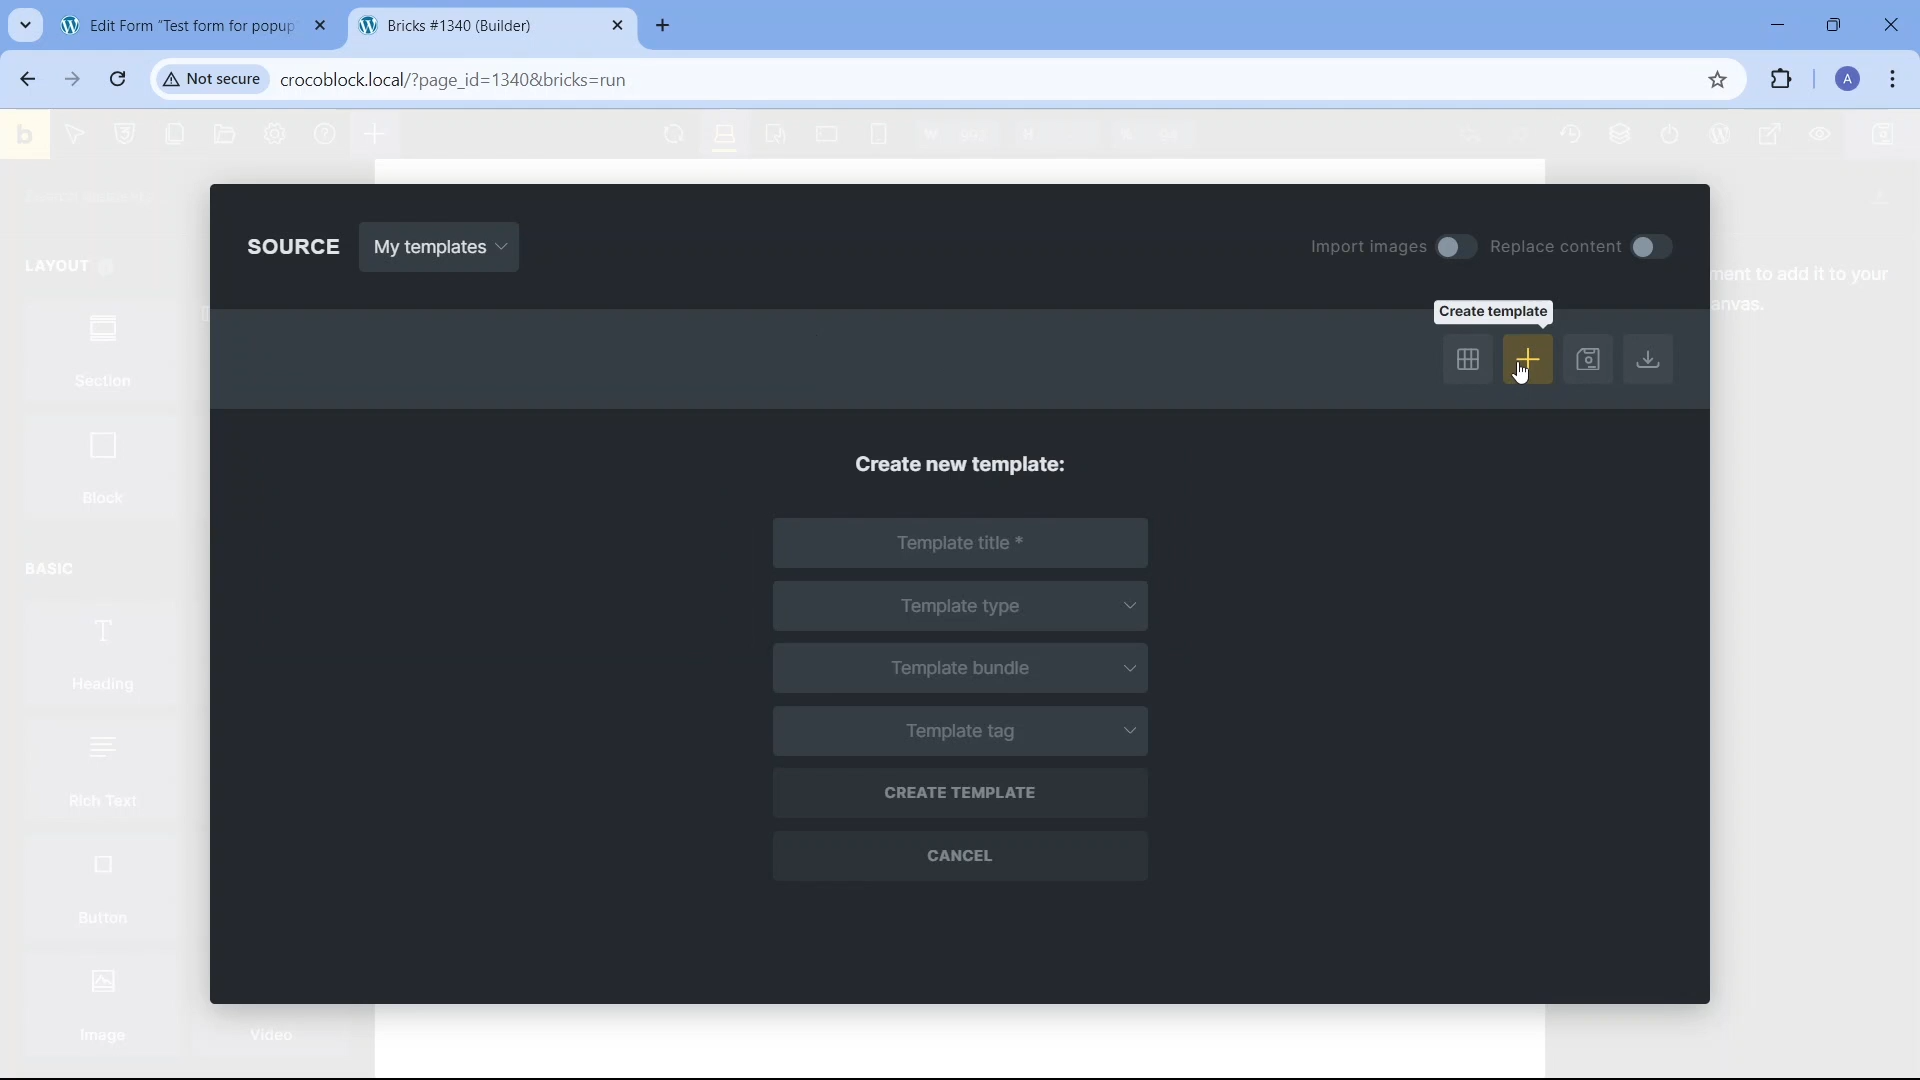 Edit Form "Test form for popup
Bricks #1340 (Builder)
Not secure
crocoblock.local/?page_id=1340&bricks=run
A
b
SOURCE
My templates
Import images
Replace content
LAYOUT
ment to add it to your
anvas.
Create template
Section
Block
Create new template:
Template title *
Template type
Template bundle
Template tag
CREATE TEMPLATE
CANCEL
BASIC
Heading
Rich Text
Button
Image
Video